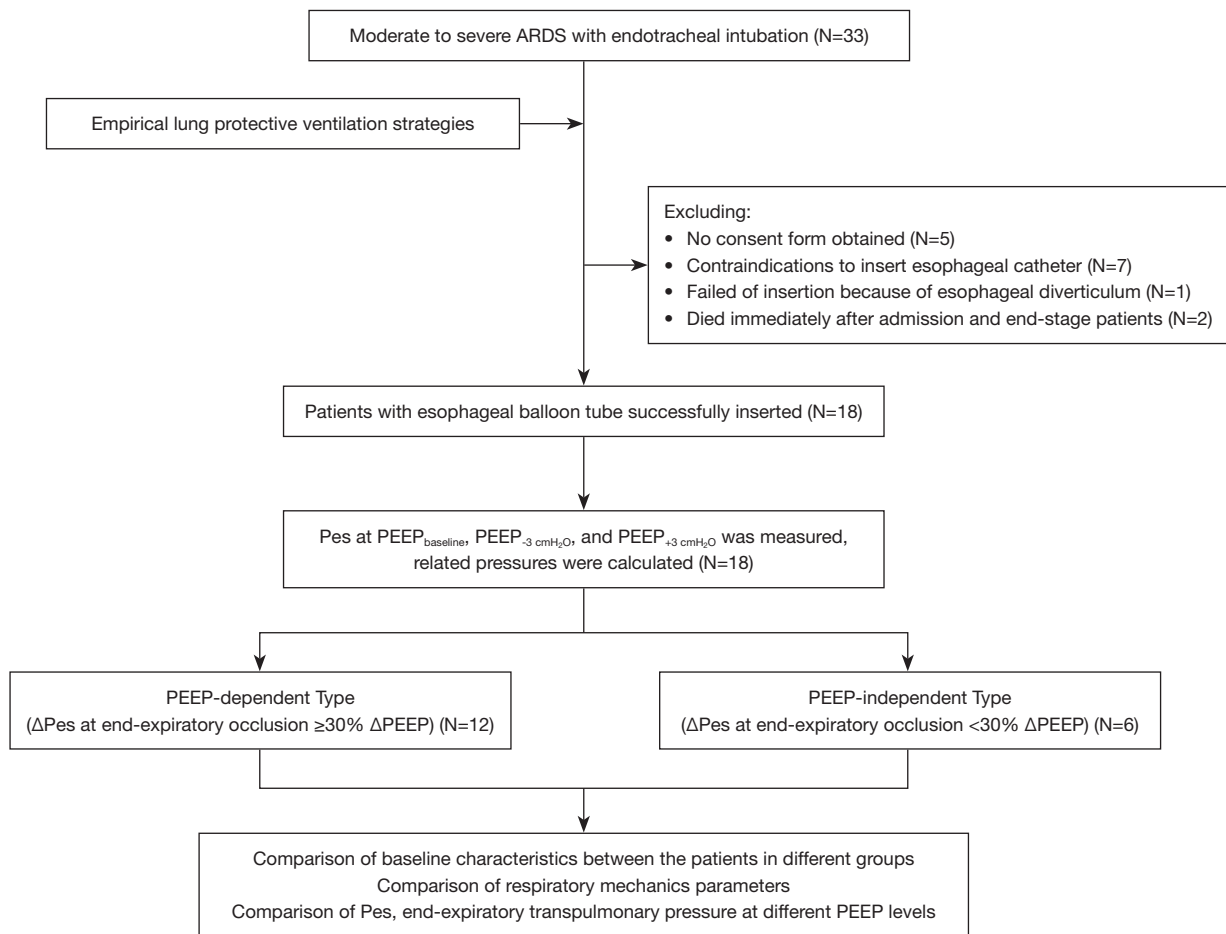 Moderate to severe ARDS with endotracheal intubation (N=33)
Empirical lung protective ventilation strategies
Excluding:
• No consent form obtained (N=5)
• Contraindications to insert esophageal catheter (N=7)
• Failed of insertion because of esophageal diverticulum (N=1)
• Died immediately after admission and end-stage patients (N=2)
Patients with esophageal balloon tube successfully inserted (N=18)
Pes at PEEPbaseline, PEEP-3 cmH2O, and PEEP+3 cmH2O was measured,
related pressures were calculated (N=18)
PEEP-dependent Type
(ΔPes at end-expiratory occlusion ≥30% ΔPEEP) (N=12)
PEEP-independent Type
(ΔPes at end-expiratory occlusion <30% ΔPEEP) (N=6)
Comparison of baseline characteristics between the patients in different groups
Comparison of respiratory mechanics parameters
Comparison of Pes, end-expiratory transpulmonary pressure at different PEEP levels